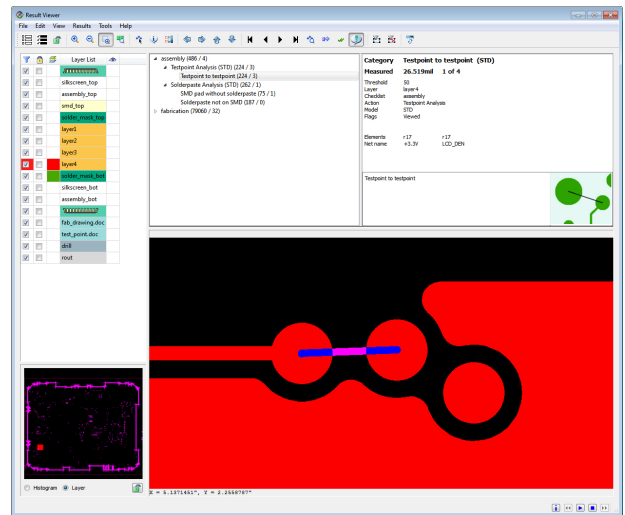 Result Viewer
File Edit View Results Tools Help
Layer List
silkscreen_top
assembly_top
smd_top
solder_mask_top
layer1
layer2
layer3
layer4
solder_mask_bot
silkscreen_bot
assembly_bot
fab_drawing.doc
test_point.doc
drill
rout
assembly (486 / 4)
Testpoint Analysis (STD) (224 / 3)
Testpoint to testpoint (224 / 3)
Solderpaste Analysis (STD) (262 / 1)
SMD pad without solderpaste (75 / 1)
Solderpaste not on SMD (187 / 0)
fabrication (79060 / 32)
Category Testpoint to testpoint (STD)
Measured 26.519mil 1 of 4
Threshold 50
Layer layer4
Checklist assembly
Action Testpoint Analysis
Model STD
Flags Viewed
Elements r17 r17
Net name +3.3V LCD_DEN
Testpoint to testpoint
Histogram Layer
X = 5.1371451", Y = 2.2558787"